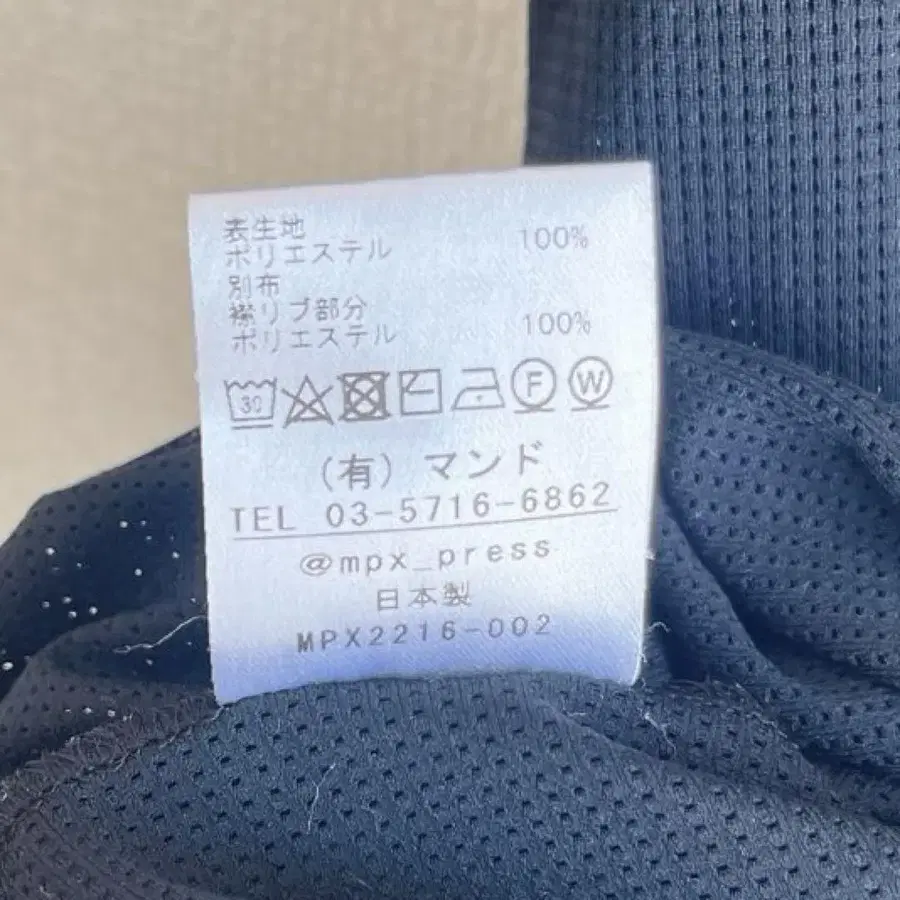 表生地
ポリエステル 100%
別布
襟リブ部分
ポリエステル 100%
30 F W
(有) マンド
TEL 03-5716-6862
@mpx_press
日本製
MPX2216-002